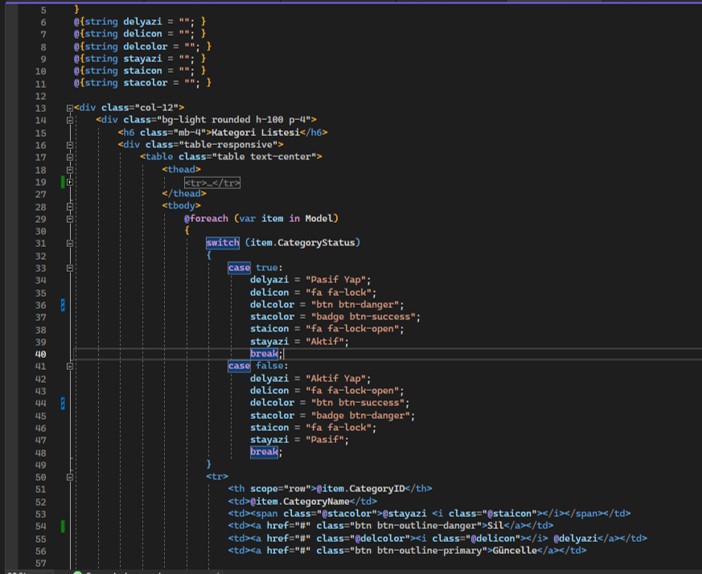 5 }
6 @{string delyazi = ""; }
7 @{string delicon = ""; }
8 @{string delcolor = ""; }
9 @{string stayazi = ""; }
10 @{string staicon = ""; }
11 @{string stacolor = ""; }
12
13 <div class="col-12">
14 <div class="bg-light rounded h-100 p-4">
15 <h6 class="mb-4">Kategori Listesi</h6>
16 <div class="table-responsive">
17 <table class="table text-center">
18 <thead>
19 <tr>…</tr>
27 </thead>
28 <tbody>
29 @foreach (var item in Model)
30 {
31 switch (item.CategoryStatus)
32 {
33 case true:
34 delyazi = "Pasif Yap";
35 delicon = "fa fa-lock";
36 delcolor = "btn btn-danger";
37 stacolor = "badge btn-success";
38 staicon = "fa fa-lock-open";
39 stayazi = "Aktif";
40 break;
41 case false:
42 delyazi = "Aktif Yap";
43 delicon = "fa fa-lock-open";
44 delcolor = "btn btn-success";
45 stacolor = "badge btn-danger";
46 staicon = "fa fa-lock";
47 stayazi = "Pasif";
48 break;
49 }
50 <tr>
51 <th scope="row">@item.CategoryID</th>
52 <td>@item.CategoryName</td>
53 <td><span class="@stacolor">@stayazi <i class="@staicon"></i></span></td>
54 <td><a href="#" class="btn btn-outline-danger">Sil</a></td>
55 <td><a href="#" class="@delcolor"><i class="@delicon"></i> @delyazi</a></td>
56 <td><a href="#" class="btn btn-outline-primary">Güncelle</a></td>
57